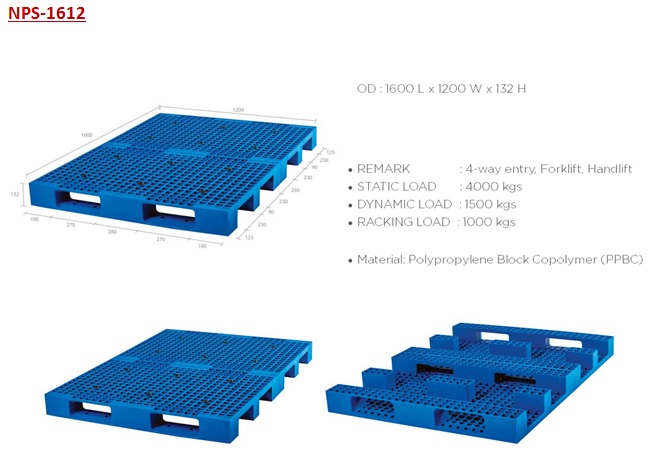 NPS-1612
OD : 1600 L x 1200 W x 132 H
1200
1600
132
125
230
90
230
230
90
230
125
190
270
280
270
195
• REMARK : 4-way entry, Forklift, Handlift
• STATIC LOAD : 4000 kgs
• DYNAMIC LOAD : 1500 kgs
• RACKING LOAD : 1000 kgs
• Material: Polypropylene Block Copolymer (PPBC)